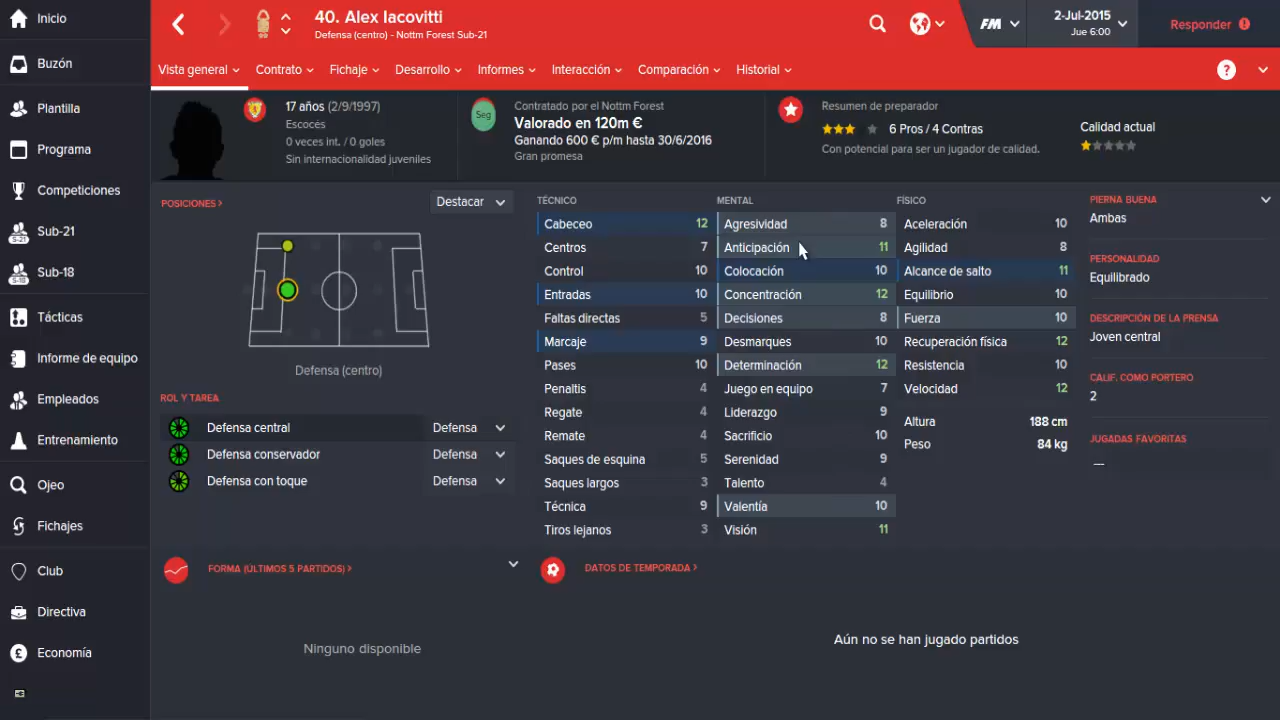 Inicio
Buzón
Plantilla
Programa
Competiciones
Sub-21
S-21
Sub-18
S-18
Tácticas
Informe de equipo
Empleados
Entrenamiento
Ojeo
Fichajes
Club
Directiva
Economía
40. Alex Iacovitti
Defensa (centro) - Nottm Forest Sub-21
FM
2-Jul-2015
Jue 6:00
Responder
Vista general
Contrato
Fichaje
Desarrollo
Informes
Interacción
Comparación
Historial
?
17 años (2/9/1997)
Escocés
0 veces int. / 0 goles
Sin internacionalidad juveniles
Seg
Contratado por el Nottm Forest
Valorado en 120m €
Ganando 600 € p/m hasta 30/6/2016
Gran promesa
Resumen de preparador
6 Pros / 4 Contras
Con potencial para ser un jugador de calidad.
Calidad actual
POSICIONES >
Destacar
Defensa (centro)
ROL Y TAREA
Defensa central Defensa
Defensa conservador Defensa
Defensa con toque Defensa
TÉCNICO
Cabeceo 12
Centros 7
Control 10
Entradas 10
Faltas directas 5
Marcaje 9
Pases 10
Penaltis 4
Regate 4
Remate 4
Saques de esquina 5
Saques largos 3
Técnica 9
Tiros lejanos 3
MENTAL
Agresividad 8
Anticipación 11
Colocación 10
Concentración 12
Decisiones 8
Desmarques 10
Determinación 12
Juego en equipo 7
Liderazgo 9
Sacrificio 10
Serenidad 9
Talento 4
Valentía 10
Visión 11
FÍSICO
Aceleración 10
Agilidad 8
Alcance de salto 11
Equilibrio 10
Fuerza 10
Recuperación física 12
Resistencia 10
Velocidad 12
Altura 188 cm
Peso 84 kg
PIERNA BUENA
Ambas
PERSONALIDAD
Equilibrado
DESCRIPCIÓN DE LA PRENSA
Joven central
CALIF. COMO PORTERO
2
JUGADAS FAVORITAS
---
FORMA (ÚLTIMOS 5 PARTIDOS) >
Ninguno disponible
DATOS DE TEMPORADA >
Aún no se han jugado partidos